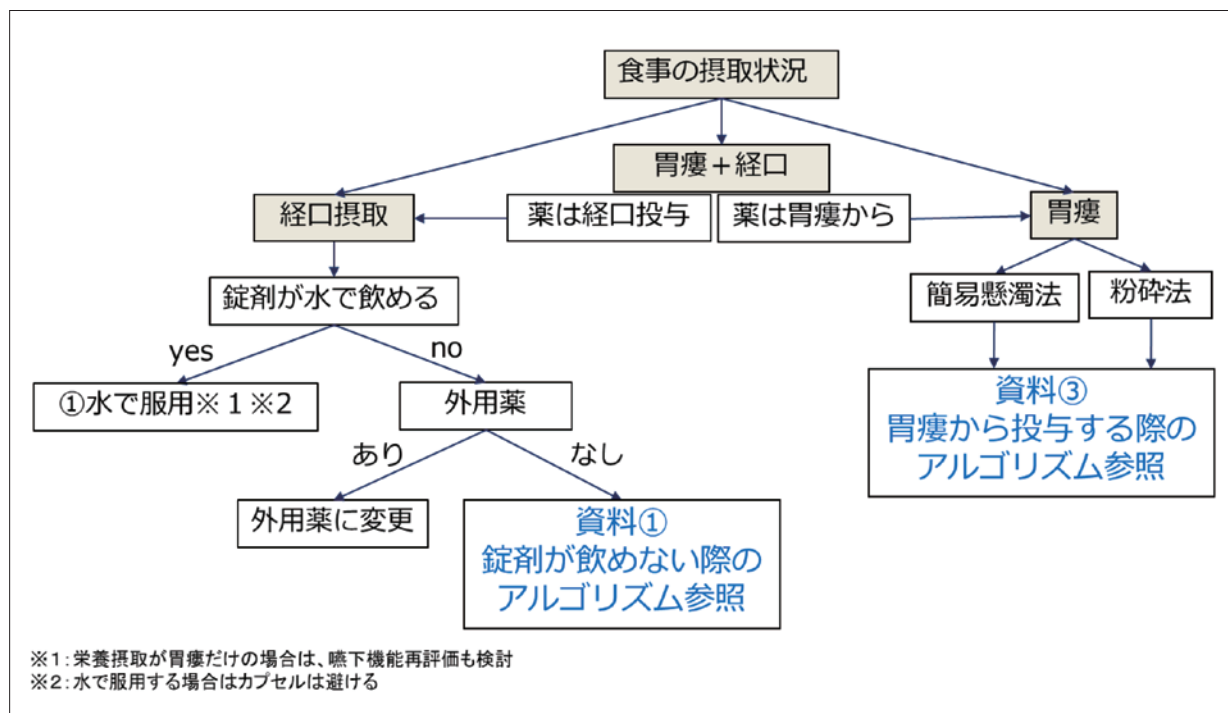 食事の摂取状況
胃瘻＋経口
経口摂取
薬は経口投与
薬は胃瘻から
胃瘻
錠剤が水で飲める
簡易懸濁法
粉砕法
yes
no
①水で服用※１※2
外用薬
資料③
胃瘻から投与する際の
アルゴリズム参照
あり
なし
外用薬に変更
資料①
錠剤が飲めない際の
アルゴリズム参照
※１：栄養摂取が胃瘻だけの場合は、嚥下機能再評価も検討
※２：水で服用する場合はカプセルは避ける